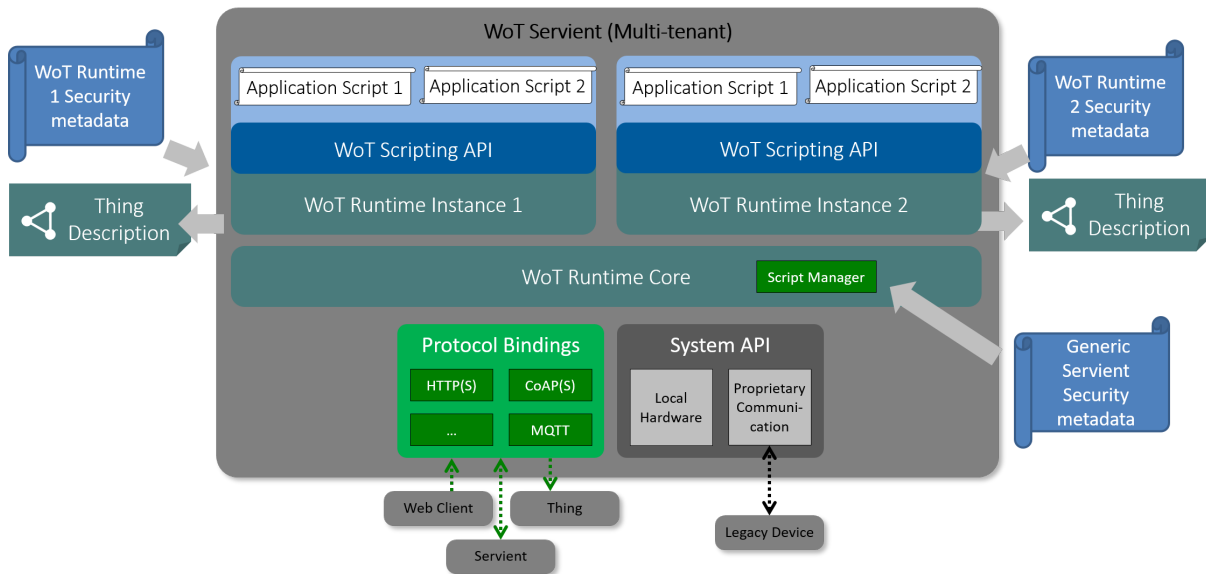 WoT Servient (Multi-tenant)
WoT Runtime
1 Security
metadata
Application Script 1
Application Script 2
Application Script 1
Application Script 2
WoT Runtime
2 Security
metadata
WoT Scripting API
WoT Scripting API
Thing
Description
WoT Runtime Instance 1
WoT Runtime Instance 2
Thing
Description
WoT Runtime Core
Script Manager
Protocol Bindings
HTTP(S)
CoAP(S)
...
MQTT
System API
Local
Hardware
Proprietary
Communi-
cation
Generic
Servient
Security
metadata
Web Client
Thing
Servient
Legacy Device